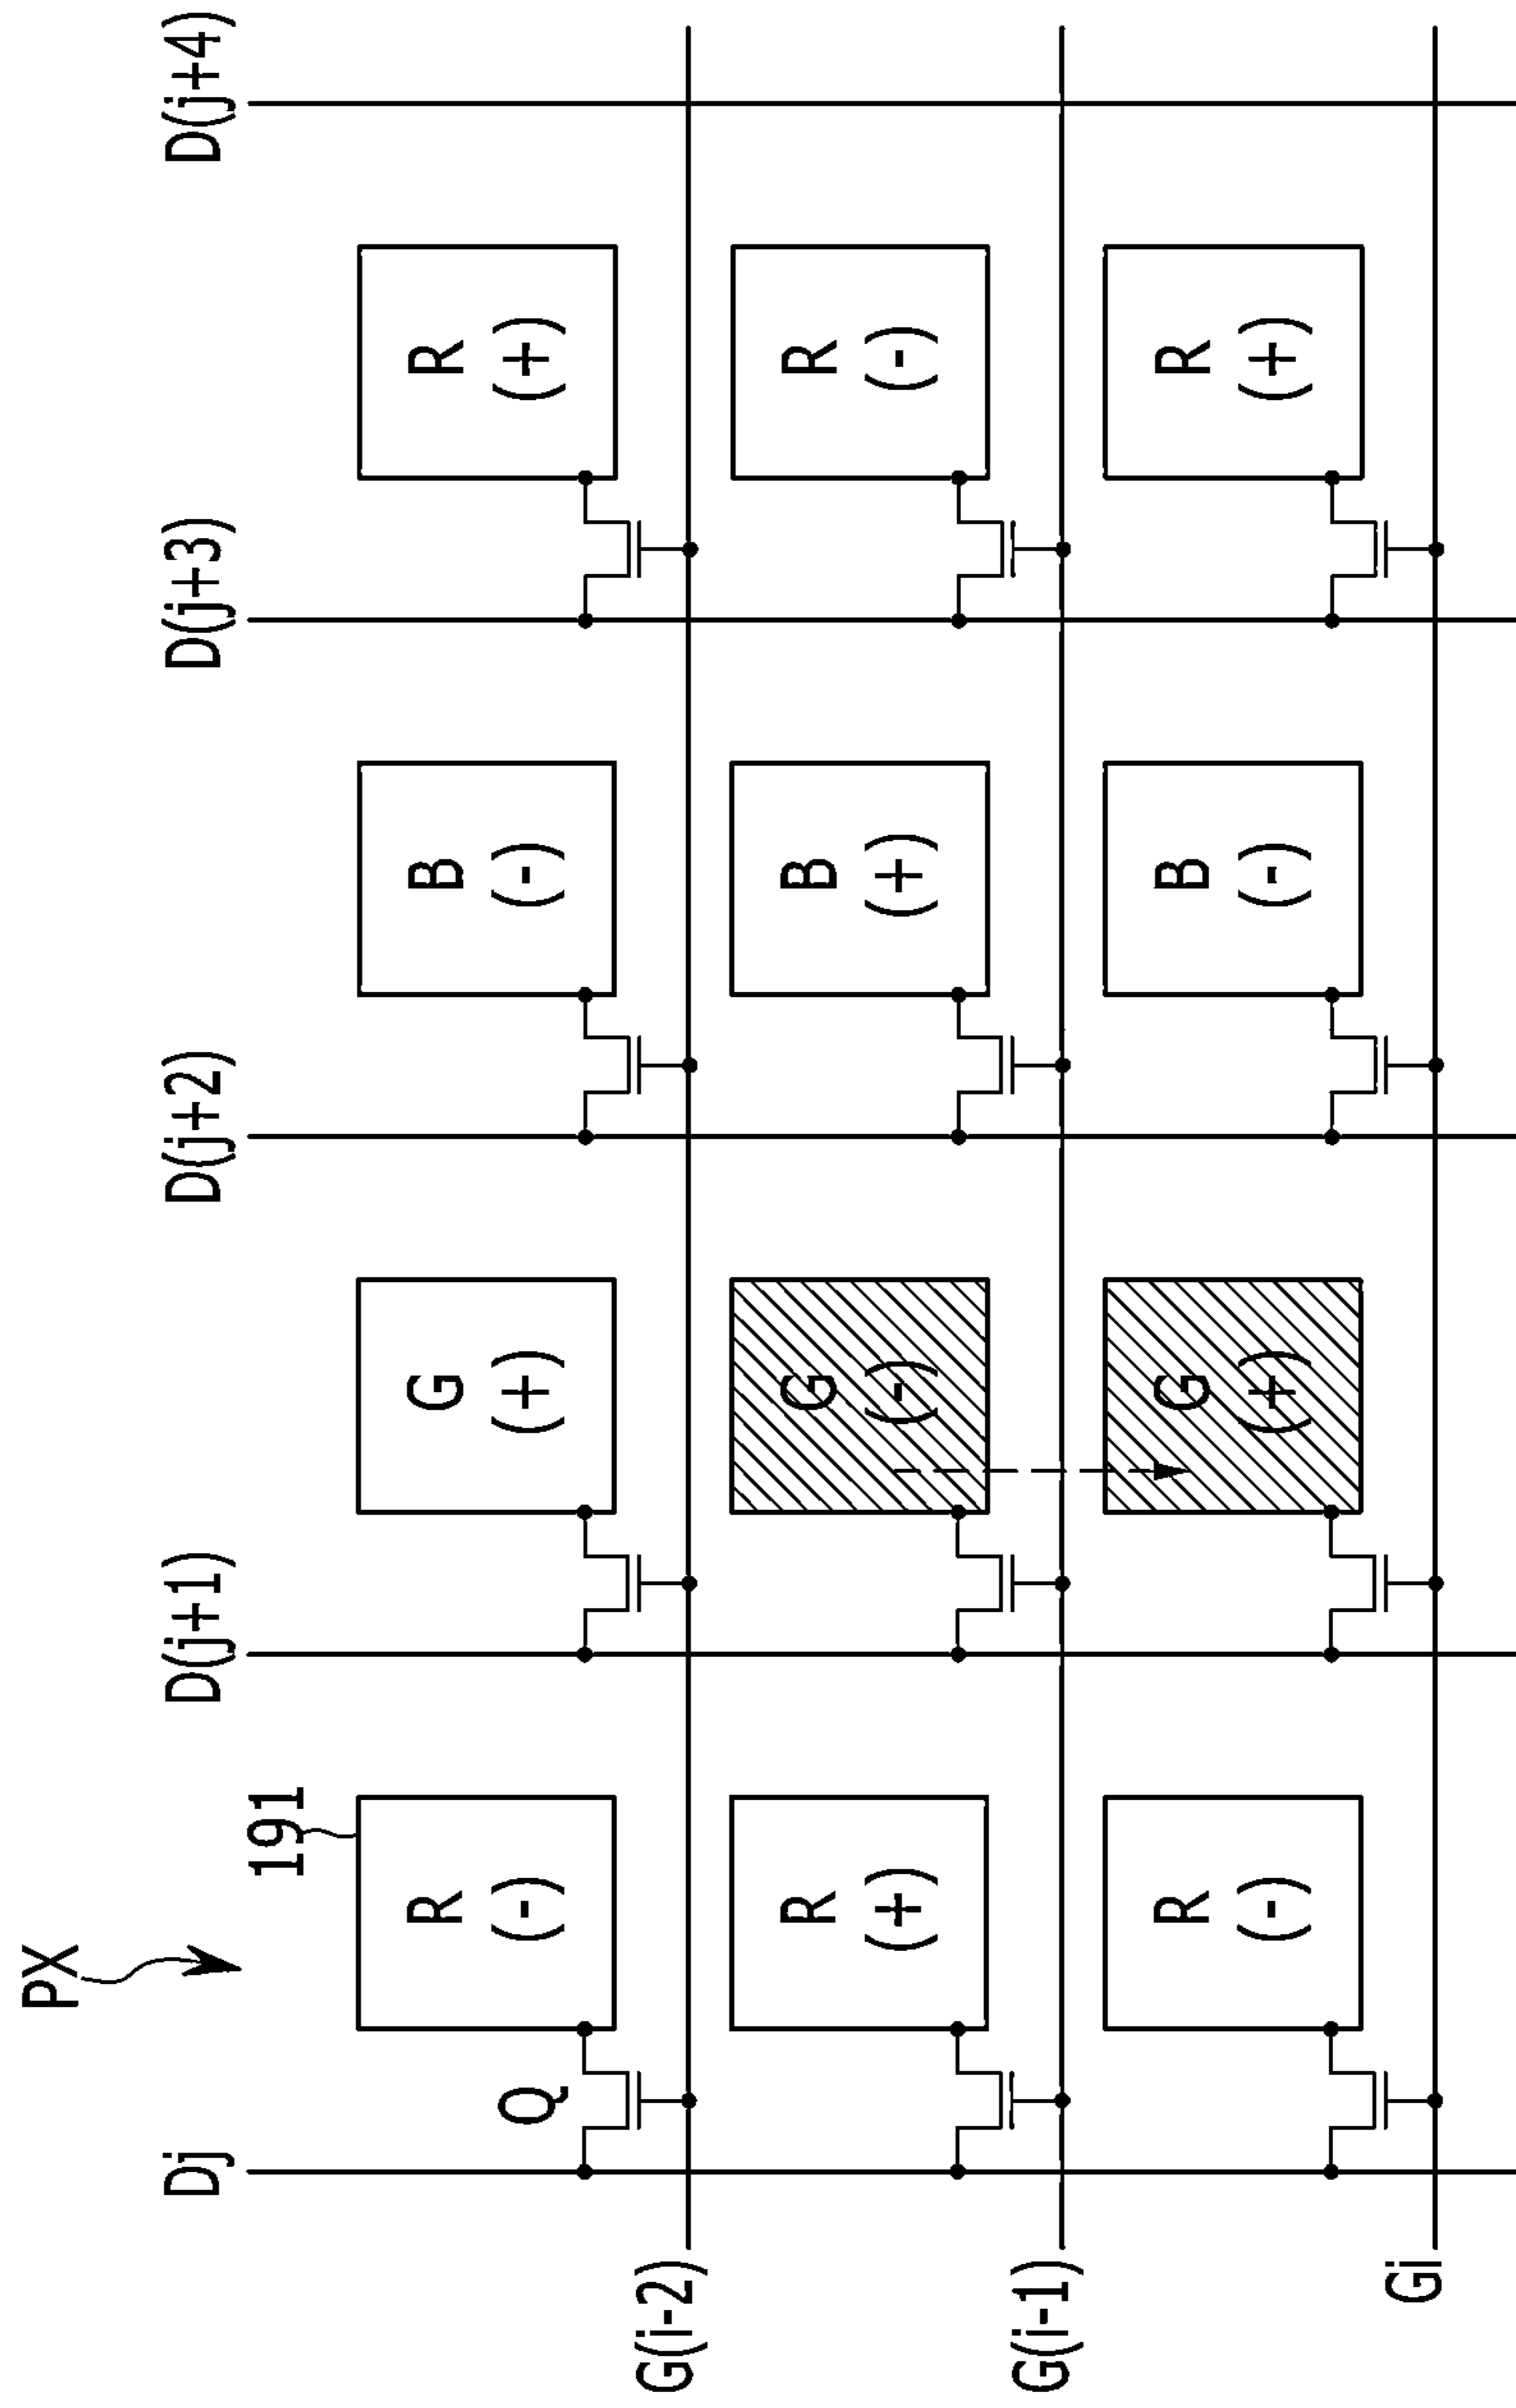 PX
191
Dj
D(j+1)
D(j+2)
D(j+3)
D(j+4)
Q
R
(-)
G
(+)
B
(-)
R
(+)
G(i-2)
R
(+)
G
(-)
B
(+)
R
(-)
G(i-1)
R
(-)
G
(+)
B
(-)
R
(+)
Gi